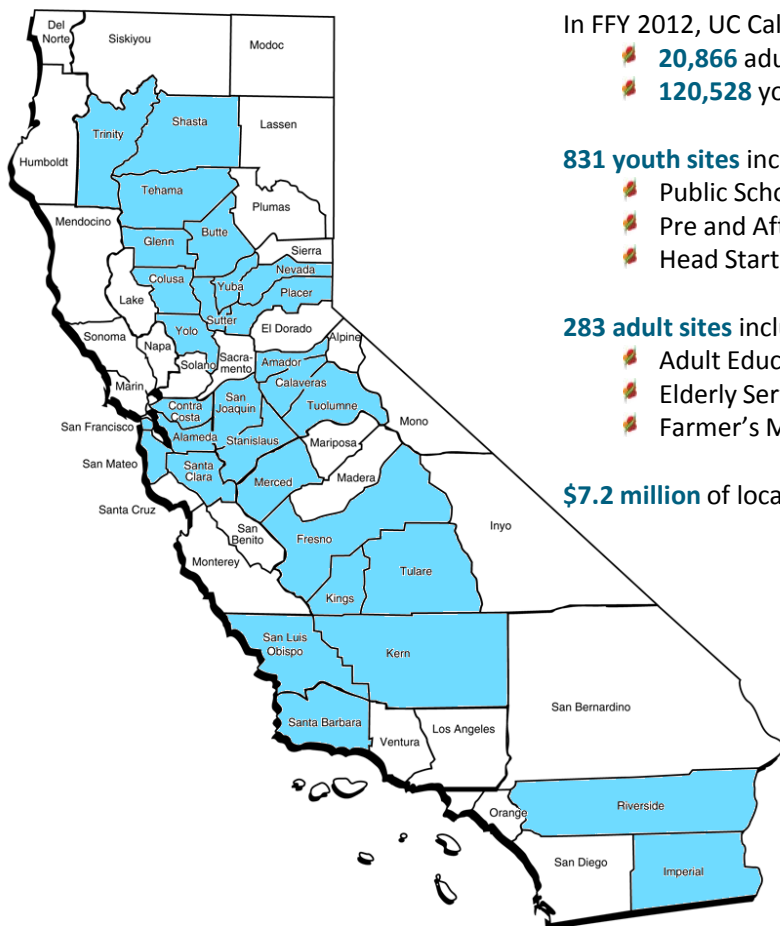 In FFY 2012, UC Cal
20,866 adu
120,528 yo
831 youth sites inc
Public Scho
Pre and Aft
Head Start
283 adult sites inclu
Adult Educ
Elderly Ser
Farmer's M
$7.2 million of loca
Del
Norte
Siskiyou
Modoc
Trinity
Shasta
Lassen
Humboldt
Tehama
Plumas
Mendocino
Butte
Glenn
Sierra
Nevada
Colusa
Yuba
Placer
Lake
Sutter
Yolo
El Dorado
Sonoma
Napa
Alpine
Sacra-
mento
Solano
Amador
Marin
Calaveras
Contra
Costa
San
Joaquin
Tuolumne
Mono
San Francisco
Alameda
Stanislaus
Mariposa
San Mateo
Santa
Clara
Merced
Madera
Santa Cruz
San
Benito
Fresno
Inyo
Monterey
Tulare
Kings
San Luis
Obispo
Kern
San Bernardino
Santa Barbara
Ventura
Los Angeles
Orange
Riverside
San Diego
Imperial